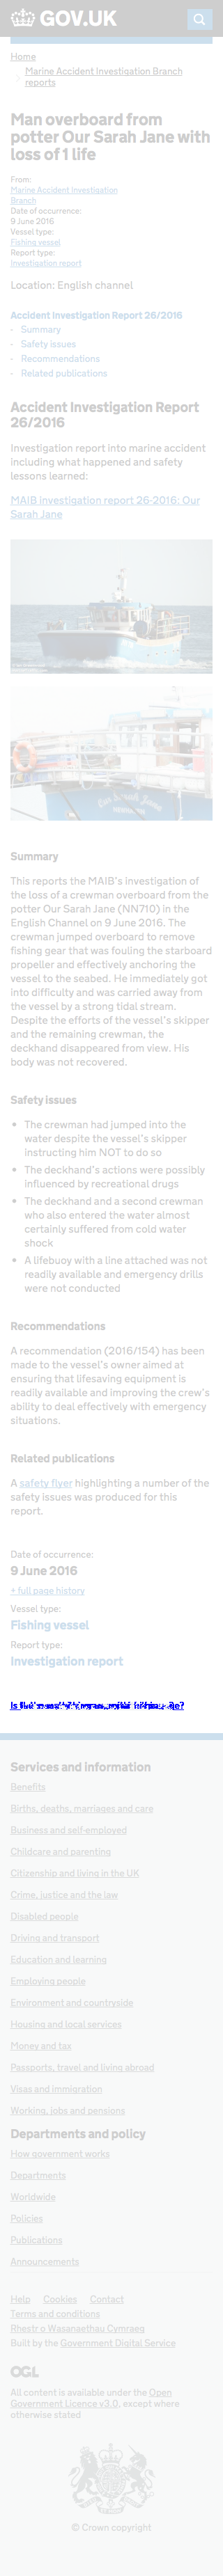 GOV.UK
Home
Marine Accident Investigation Branch
reports
Man overboard from
potter Our Sarah Jane with
loss of 1 life
From:
Marine Accident Investigation
Branch
Date of occurrence:
9 June 2016
Vessel type:
Fishing vessel
Report type:
Investigation report
Location: English channel
Accident Investigation Report 26/2016
Summary
Safety issues
Recommendations
Related publications
Accident Investigation Report
26/2016
Investigation report into marine accident
including what happened and safety
lessons learned:
MAIB investigation report 26-2016: Our
Sarah Jane
Summary
This reports the MAIB's investigation of
the loss of a crewman overboard from the
potter Our Sarah Jane (NN710) in the
English Channel on 9 June 2016. The
crewman jumped overboard to remove
fishing gear that was fouling the starboard
propeller and effectively anchoring the
vessel to the seabed. He immediately got
into difficulty and was carried away from
the vessel by a strong tidal stream.
Despite the efforts of the vessel's skipper
and the remaining crewman, the
deckhand disappeared from view. His
body was not recovered.
Safety issues
• The crewman had jumped into the
water despite the vessel's skipper
instructing him NOT to do so
• The deckhand's actions were possibly
influenced by recreational drugs
• The deckhand and a second crewman
who also entered the water almost
certainly suffered from cold water
shock
• A lifebuoy with a line attached was not
readily available and emergency drills
were not conducted
Recommendations
A recommendation (2016/154) has been
made to the vessel's owner aimed at
ensuring that lifesaving equipment is
readily available and improving the crew's
ability to deal effectively with emergency
situations.
Related publications
A safety flyer highlighting a number of the
safety issues was produced for this
report.
Date of occurrence:
9 June 2016
+ full page history
Vessel type:
Fishing vessel
Report type:
Investigation report
Services and information
Benefits
Births, deaths, marriages and care
Business and self-employed
Childcare and parenting
Citizenship and living in the UK
Crime, justice and the law
Disabled people
Driving and transport
Education and learning
Employing people
Environment and countryside
Housing and local services
Money and tax
Passports, travel and living abroad
Visas and immigration
Working, jobs and pensions
Departments and policy
How government works
Departments
Worldwide
Policies
Publications
Announcements
Help Cookies Contact
Terms and conditions
Rhestr o Wasanaethau Cymraeg
Built by the Government Digital Service
OGL
All content is available under the Open
Government Licence v3.0, except where
otherwise stated
© Crown copyright